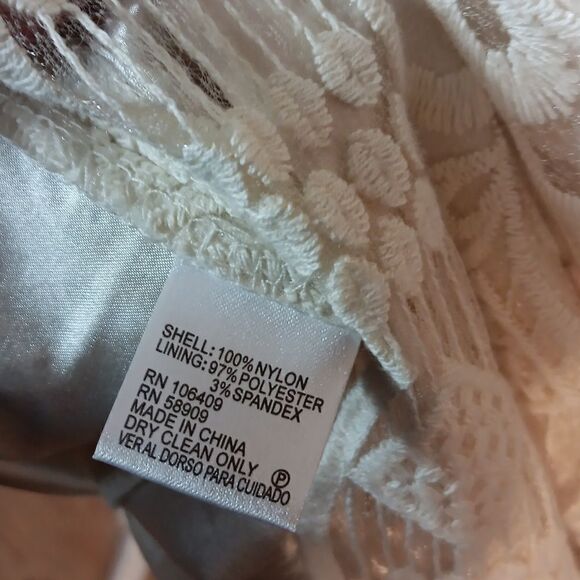 SHELL: 100% NYLON
LINING: 97% POLYESTER
3% SPANDEX
RN 106409
RN 58909
MADE IN CHINA
DRY CLEAN ONLY
VER AL DORSO PARA CUIDADO
P